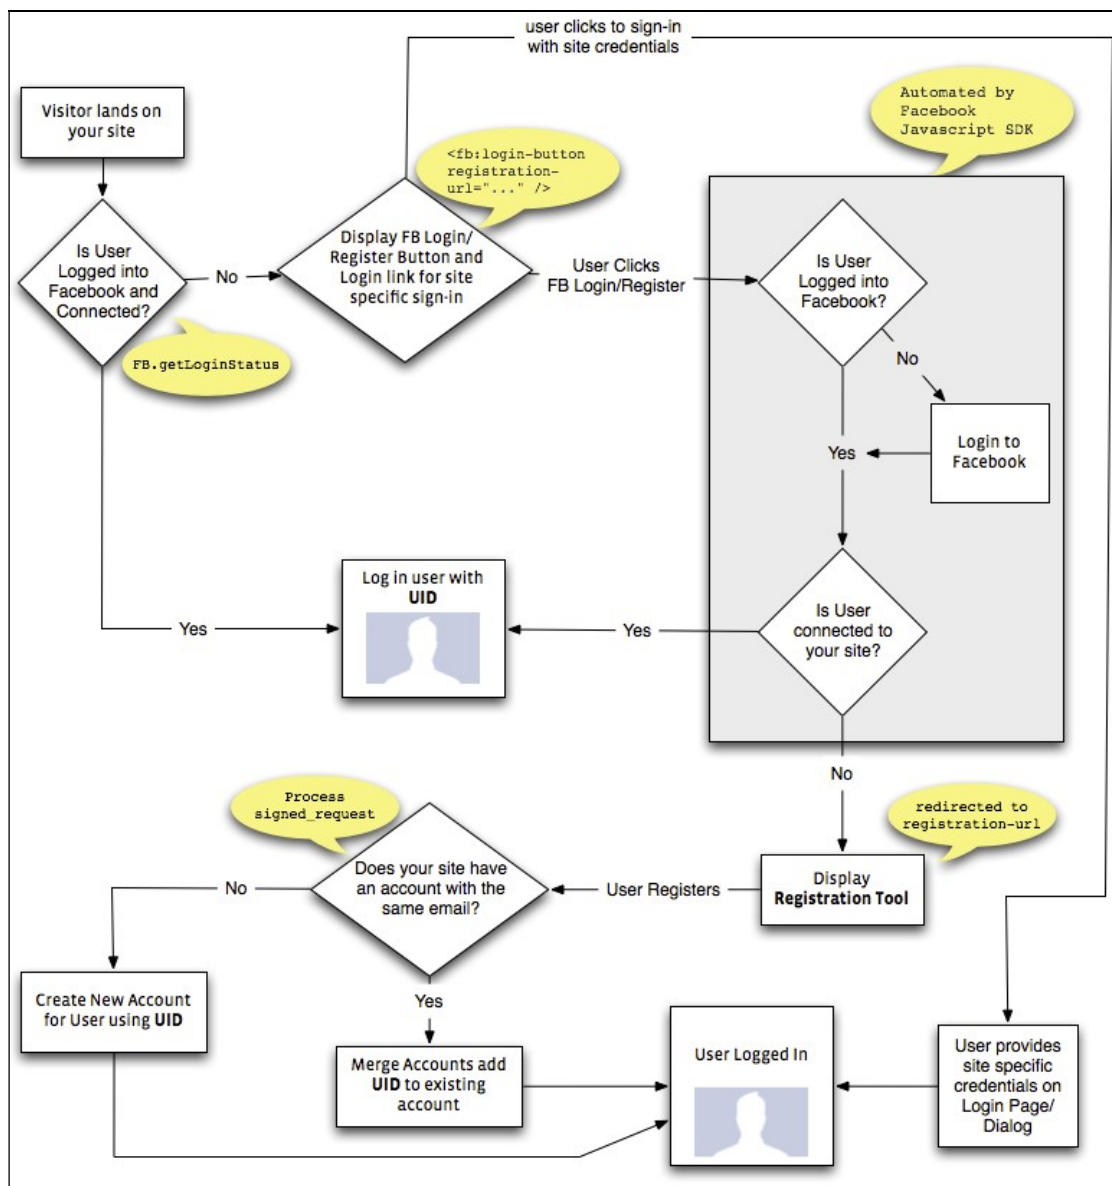 user clicks to sign-in
with site credentials
Visitor lands on
your site
Automated by
Facebook
Javascript SDK
<fb:login-button
registration-
url="..." />
Is User
Logged into
Facebook and
Connected?
No
Display FB Login/
Register Button and
Login link for site
specific sign-in
User Clicks
FB Login/Register
Is User
Logged into
Facebook?
FB.getLoginStatus
No
Yes
Login to
Facebook
Log in user with
UID
Yes
Yes
Is User
connected to
your site?
No
Process
signed_request
redirected to
registration-url
Does your site have
an account with the
same email?
No
User Registers
Display
Registration Tool
Yes
Create New Account
for User using UID
Merge Accounts add
UID to existing
account
User Logged In
User provides
site specific
credentials on
Login Page/
Dialog